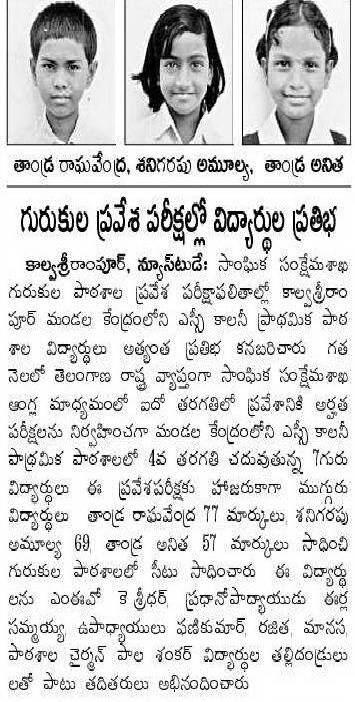 తాండ్ర రాఘవేంద్ర, శనిగరపు అమూల్య, తాండ్ర అనిత
గురుకుల ప్రవేశ పరీక్షల్లో విద్యార్థుల ప్రతిభ
కాల్వశ్రీరాంపూర్, న్యూస్‌టుడే: సాంఘిక సంక్షేమశాఖ
గురుకుల పాఠశాల ప్రవేశ పరీక్షాఫలితాల్లో కాల్వశ్రీరాం
పూర్ మండల కేంద్రంలోని ఎస్సీ కాలనీ ప్రాథమిక పాఠ
శాల విద్యార్థులు అత్యంత ప్రతిభ కనబరిచారు గత
నెలలో తెలంగాణ రాష్ట్ర వ్యాప్తంగా సాంఘిక సంక్షేమశాఖ
ఆంగ్ల మాధ్యమంలో ఐదో తరగతిలో ప్రవేశానికి అర్హత
పరీక్షలను నిర్వహించగా మండల కేంద్రంలోని ఎస్సీ కాలనీ
ప్రాథమిక పాఠశాలలో 4వ తరగతి చదువుతున్న 7గురు
విద్యార్థులు ఈ ప్రవేశపరీక్షకు హాజరుకాగా ముగ్గురు
విద్యార్థులు తాండ్ర రాఘవేంద్ర 77 మార్కులు, శనిగరపు
అమూల్య 69, తాండ్ర అనిత 57 మార్కులు సాధించి
గురుకుల పాఠశాలలో సీటు సాధించారు ఈ విద్యార్థ
లను ఎంఈవో కె శ్రీధర్, ప్రధానోపాధ్యాయుడు ఈర్ల
సమ్మయ్య, ఉపాధ్యాయులు ఫణికుమార్, రజిత, మానస,
పాఠశాల చైర్మన్ పాల శంకర్ విద్యార్థుల తల్లిదండ్రులు
లతో పాటు తదితరులు అభినందించారు